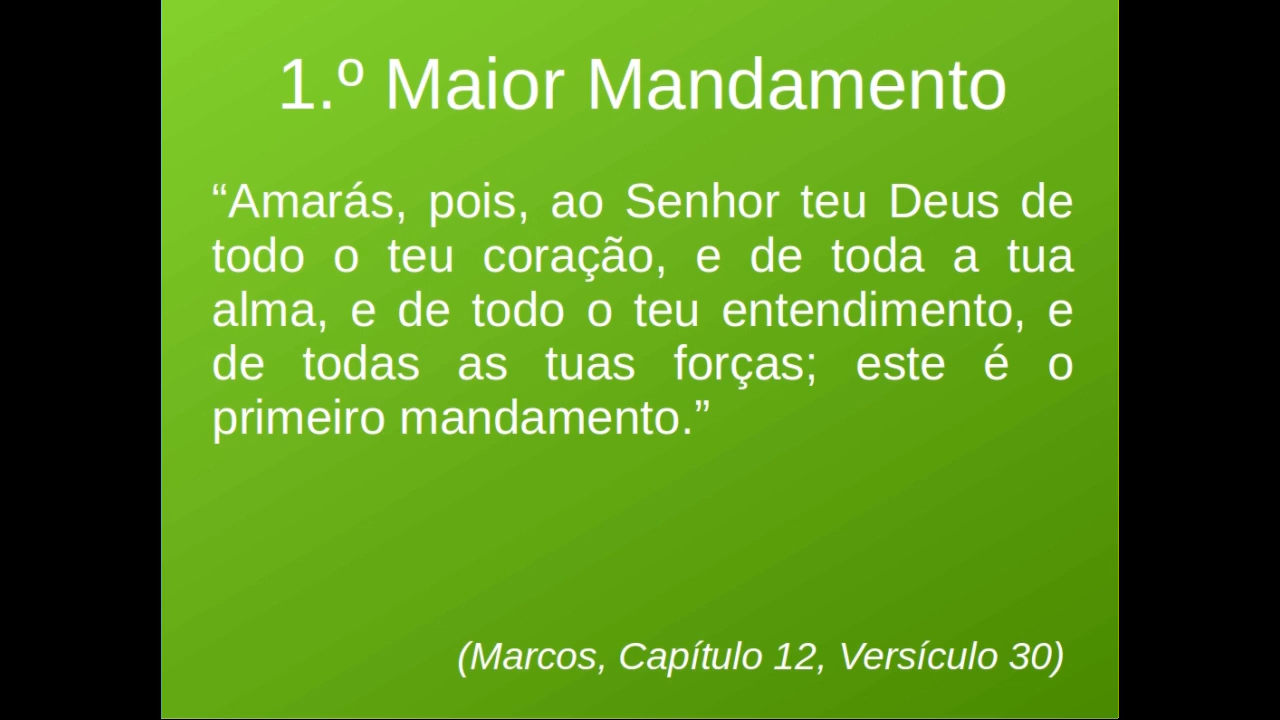 1.º Maior Mandamento
“Amarás, pois, ao Senhor teu Deus de
todo o teu coração, e de toda a tua
alma, e de todo o teu entendimento, e
de todas as tuas forças; este é o
primeiro mandamento.”
(Marcos, Capítulo 12, Versículo 30)